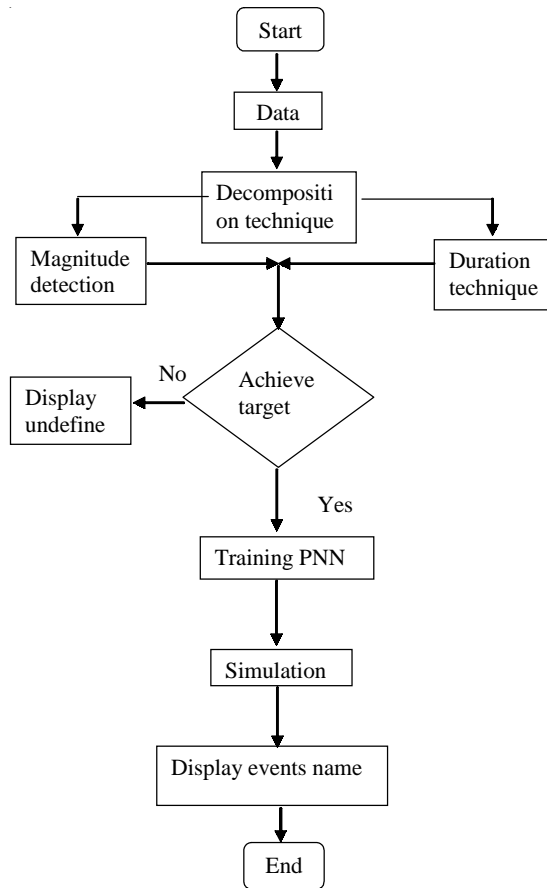 Start
Data
Decompositi
on technique
Magnitude
detection
Duration
technique
No
Achieve
target
Display
undefine
Yes
Training PNN
Simulation
Display events name
End